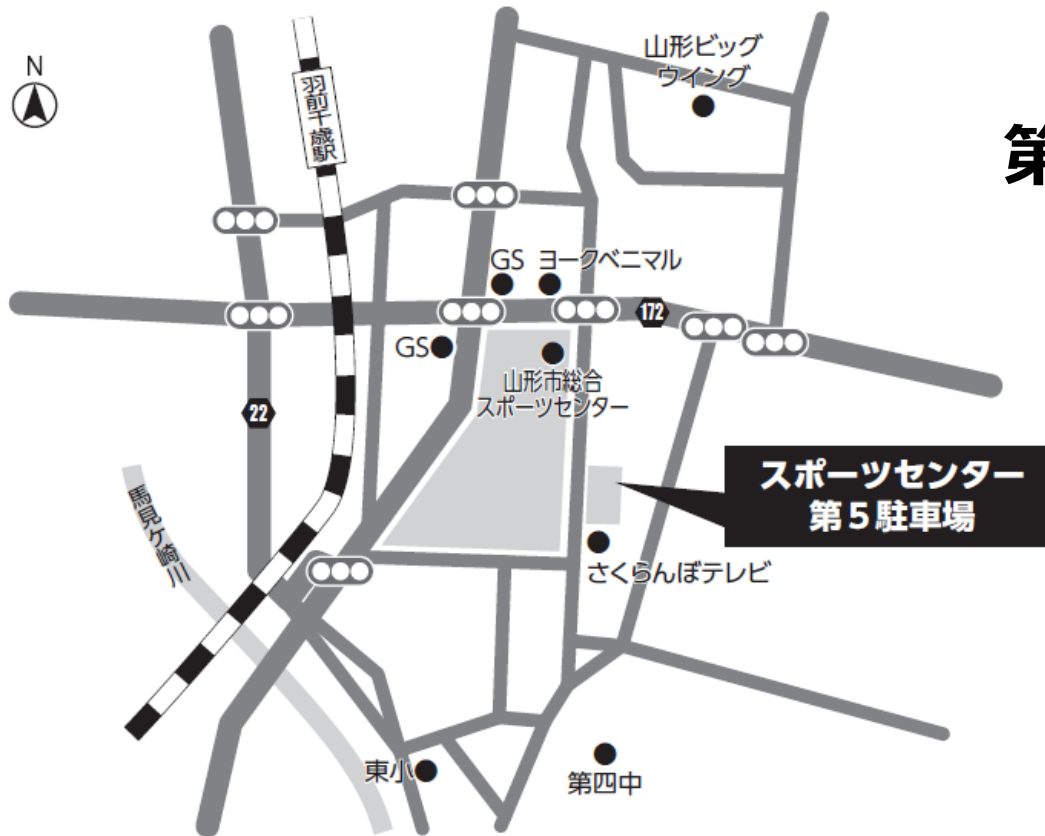 N
山形ビッグ
ウイング
羽前千歳駅
第
GS
ヨークベニマル
172
GS
山形市総合
スポーツセンター
22
スポーツセンター
第5駐車場
馬見ケ崎川
さくらんぼテレビ
東小
第四中